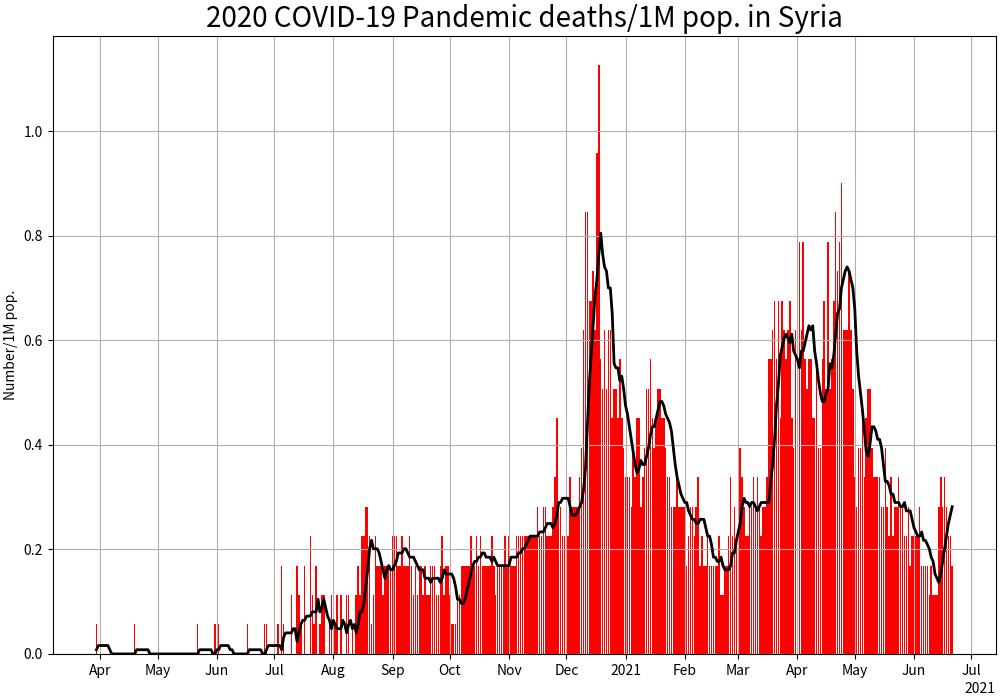 2020 COVID-19 Pandemic deaths/1M pop. in Syria
Number/1M pop.
1.0
0.8
0.6
0.4
0.2
0.0
Apr May Jun Jul Aug Sep Oct Nov Dec 2021 Feb Mar Apr May Jun Jul
2021